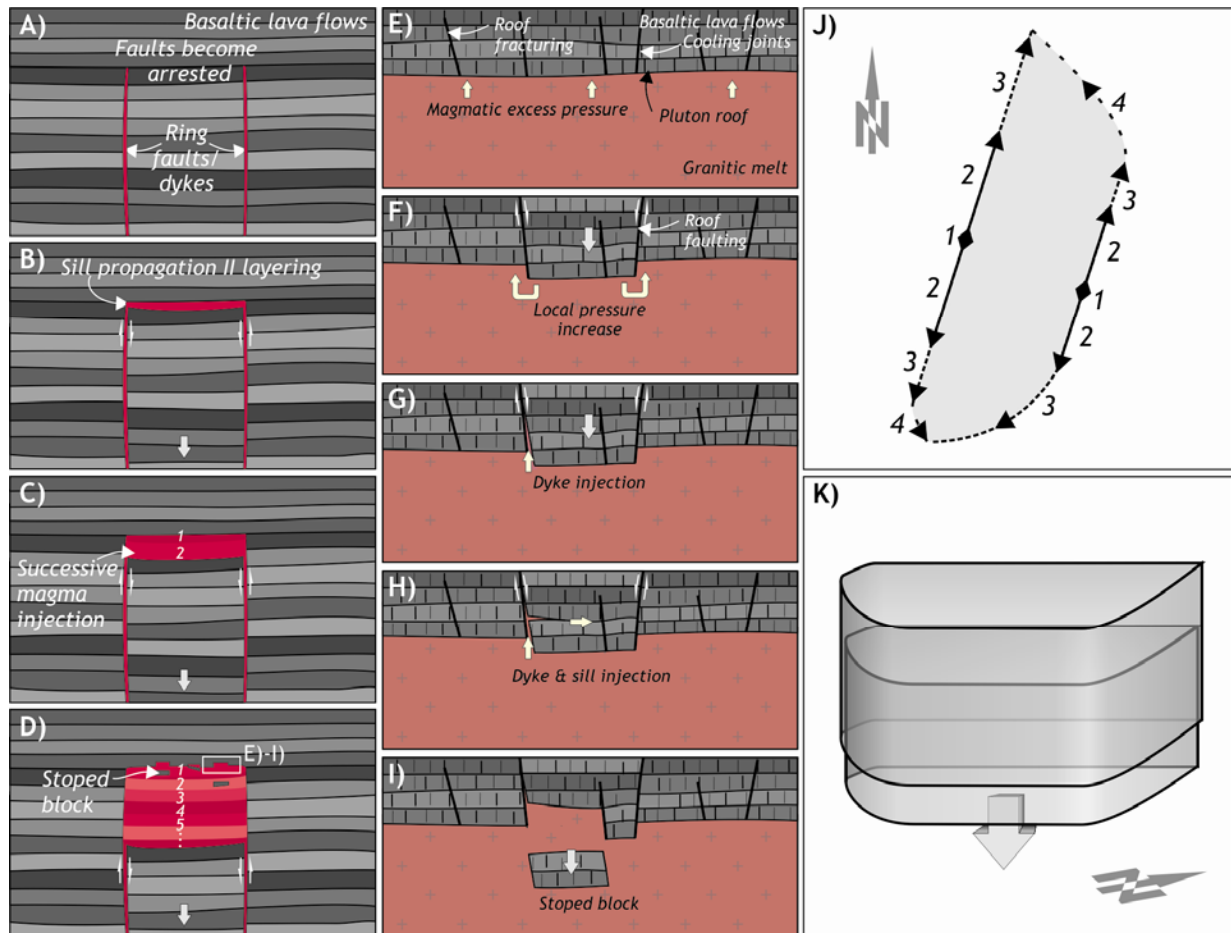 A)
Basaltic lava flows
Faults become
arrested
Ring
faults/
dykes
B)
Sill propagation II layering
C)
1
2
Successive
magma
injection
D)
E)-I)
Stoped
block
1
2
3
4
5
E)
Roof
fracturing
Basaltic lava flows
Cooling joints
Magmatic excess pressure
Pluton roof
Granitic melt
F)
Roof
faulting
Local pressure
increase
G)
Dyke injection
H)
Dyke & sill injection
I)
Stoped block
J)
N
3
4
2
3
1
2
2
1
2
3
3
4
K)
N